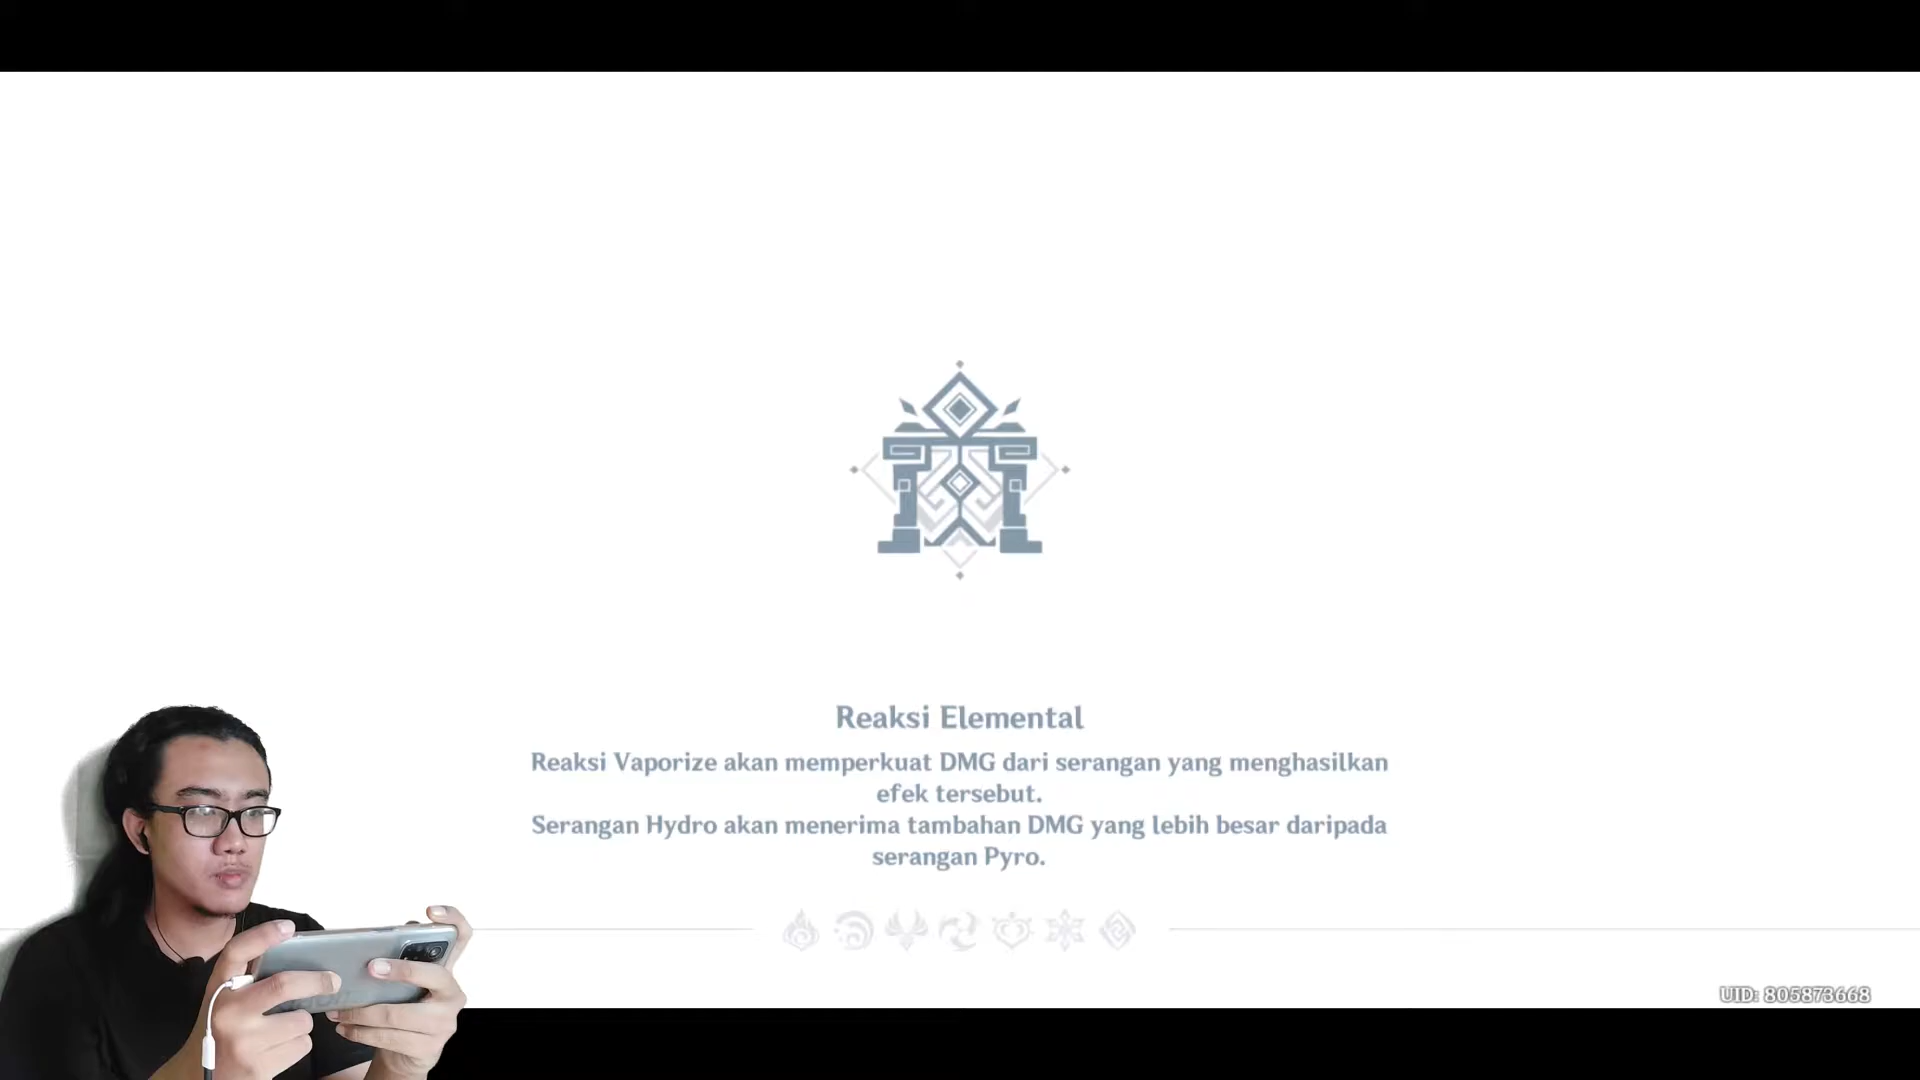 Reaksi Elemental
Reaksi Vaporize akan memperkuat DMG dari serangan yang menghasilkan
efek tersebut.
Serangan Hydro akan menerima tambahan DMG yang lebih besar daripada
serangan Pyro.
UID: 805873668